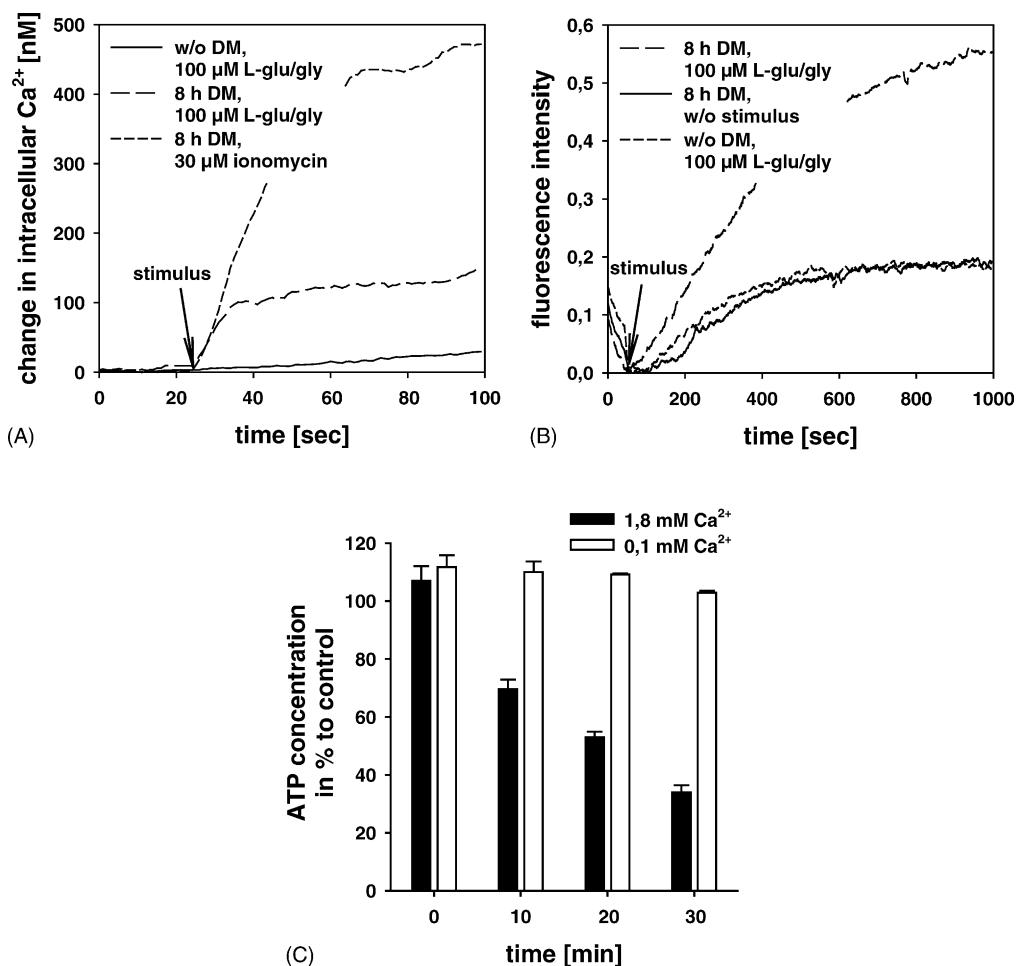 change in intracellular Ca²⁺ [nM]
500
400
300
200
100
0
w/o DM,
100 µM L-glu/gly
8 h DM,
100 µM L-glu/gly
8 h DM,
30 µM ionomycin
stimulus
0 20 40 60 80 100
time [sec]
(A)
fluorescence intensity
0,6
0,5
0,4
0,3
0,2
0,1
0,0
8 h DM,
100 µM L-glu/gly
8 h DM,
w/o stimulus
w/o DM,
100 µM L-glu/gly
stimulus
0 200 400 600 800 1000
time [sec]
(B)
1,8 mM Ca²⁺
0,1 mM Ca²⁺
ATP concentration
in % to control
120
100
80
60
40
20
0
0 10 20 30
time [min]
(C)